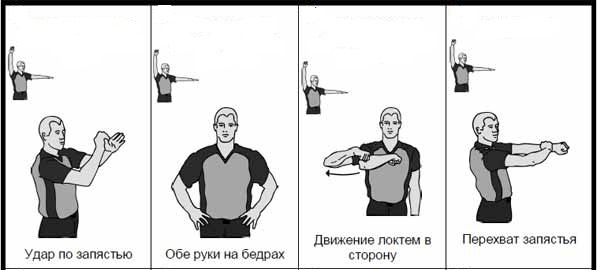 Удар по запястью
Обе руки на бедрах
Движение локтем в
сторону
Перехват запястья